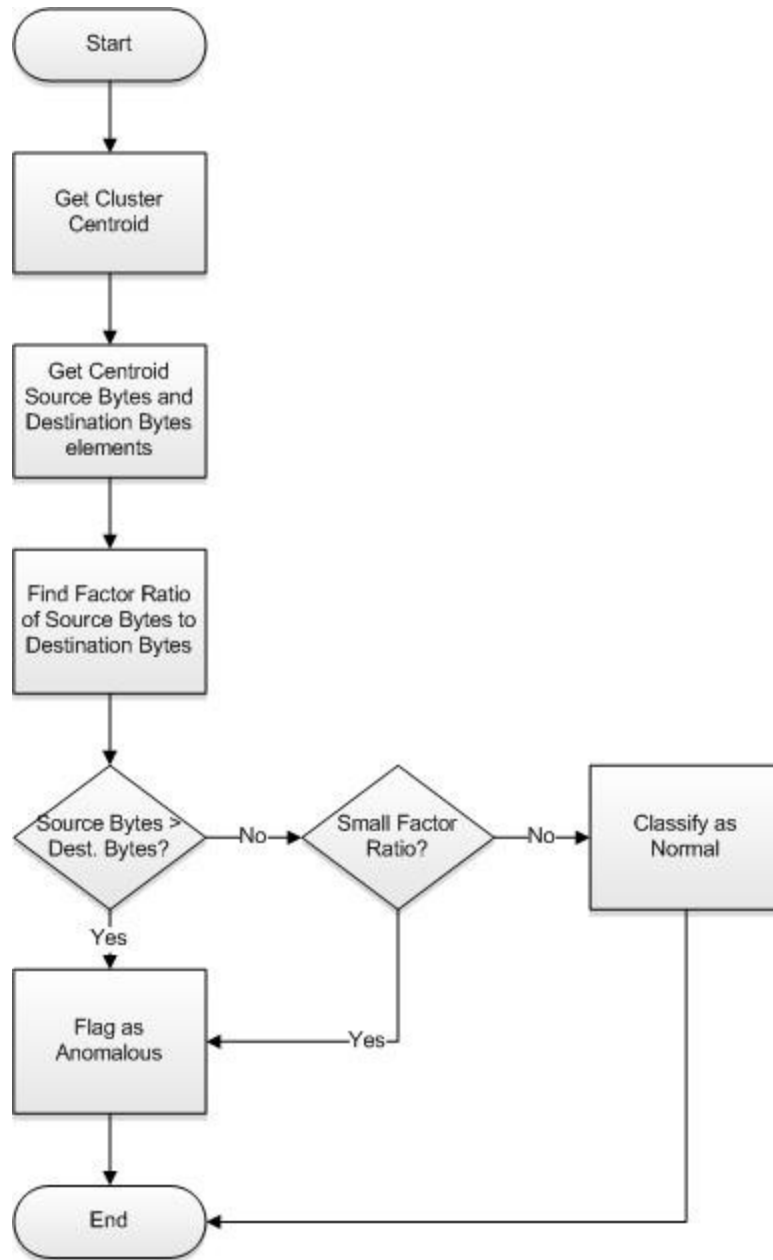 Start
Get Cluster
Centroid
Get Centroid
Source Bytes and
Destination Bytes
elements
Find Factor Ratio
of Source Bytes to
Destination Bytes
Source Bytes >
Dest. Bytes?
No
Small Factor
Ratio?
No
Classify as
Normal
Yes
Flag as
Anomalous
Yes
End